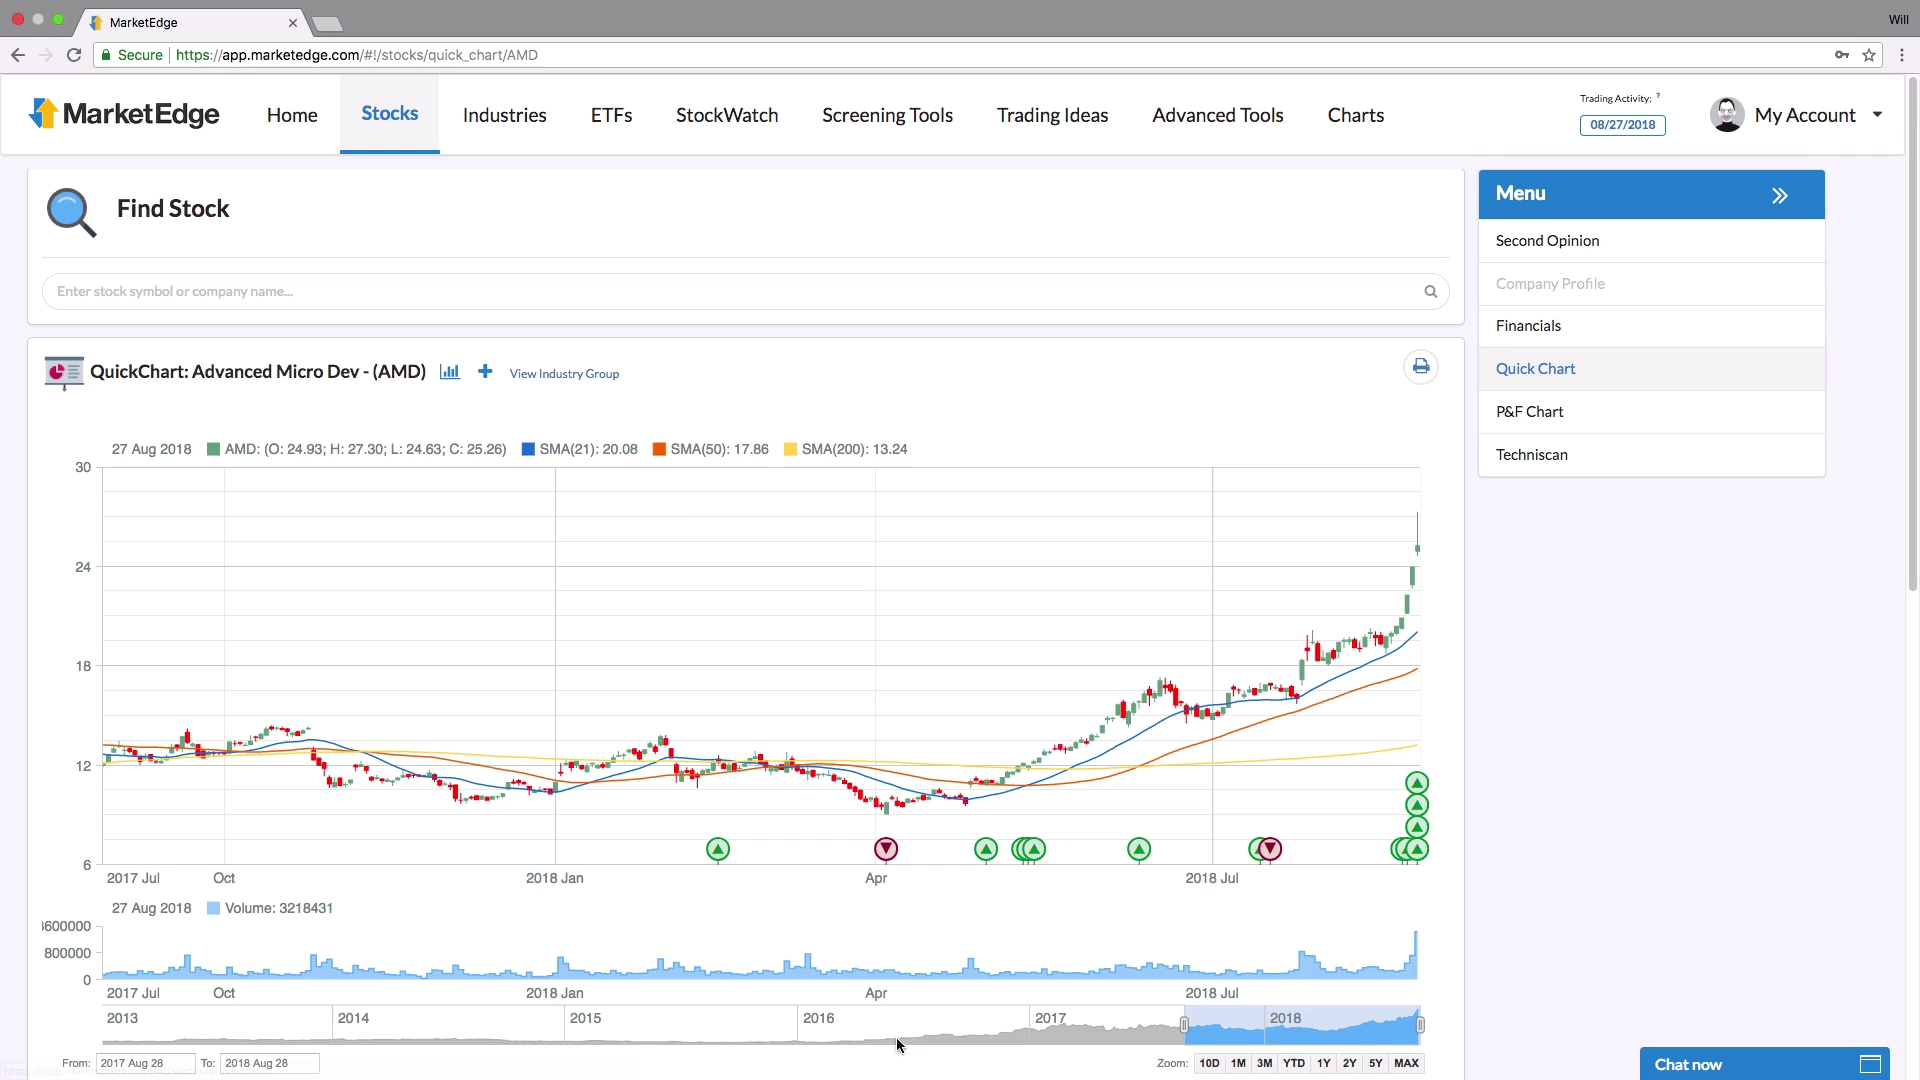 MarketEdge
Will
Secure
https://app.marketedge.com/#!/stocks/quick_chart/AMD
MarketEdge
Home
Stocks
Industries
ETFs
StockWatch
Screening Tools
Trading Ideas
Advanced Tools
Charts
Trading Activity: ?
08/27/2018
My Account
Find Stock
Enter stock symbol or company name...
Menu
Second Opinion
Company Profile
Financials
Quick Chart
P&F Chart
Techniscan
QuickChart: Advanced Micro Dev - (AMD)
View Industry Group
27 Aug 2018 AMD: (O: 24.93; H: 27.30; L: 24.63; C: 25.26) SMA(21): 20.08 SMA(50): 17.86 SMA(200): 13.24
30
24
18
12
6
2017 Jul Oct 2018 Jan Apr 2018 Jul
27 Aug 2018 Volume: 3218431
600000
800000
0
2017 Jul Oct 2018 Jan Apr 2018 Jul
2013 2014 2015 2016 2017 2018
From: 2017 Aug 28 To: 2018 Aug 28
Zoom: 10D 1M 3M YTD 1Y 2Y 5Y MAX
Chat now